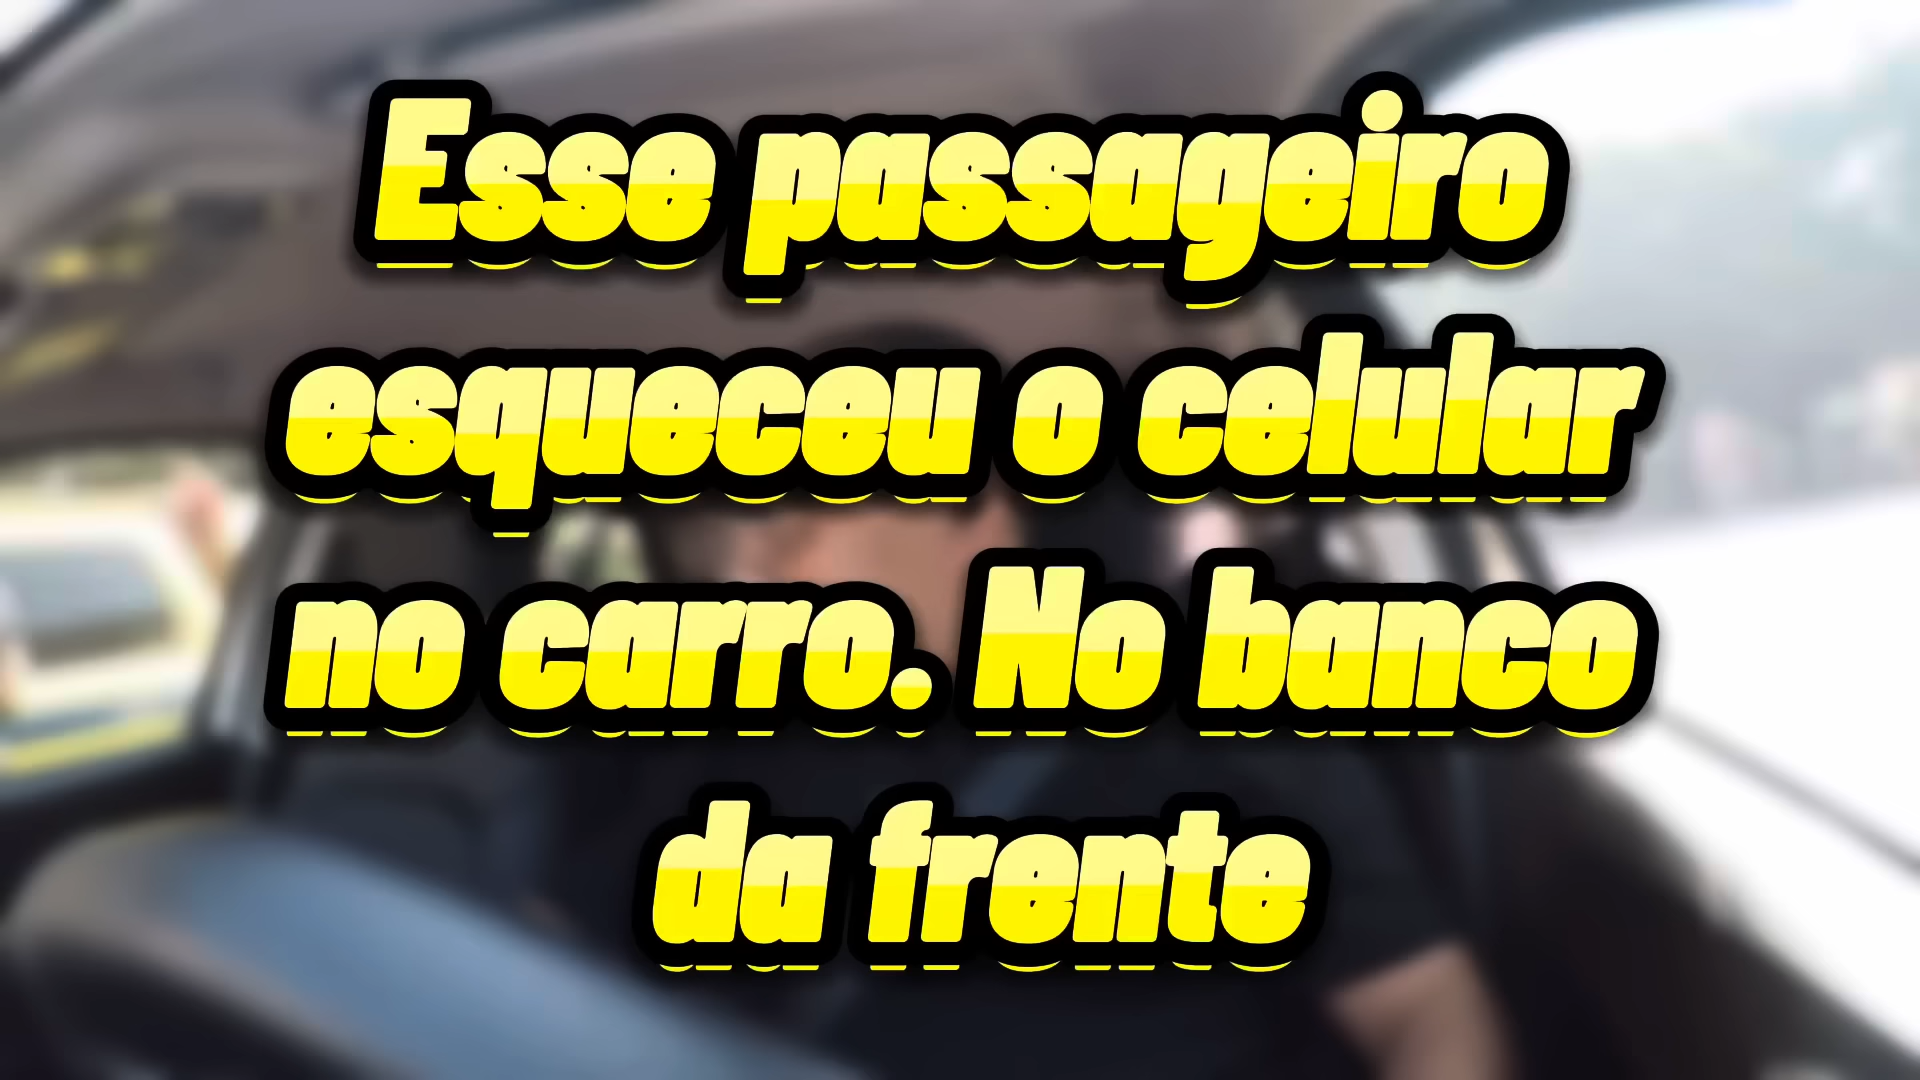 Esse passageiro
esqueceu o celular
no carro. No banco
da frente